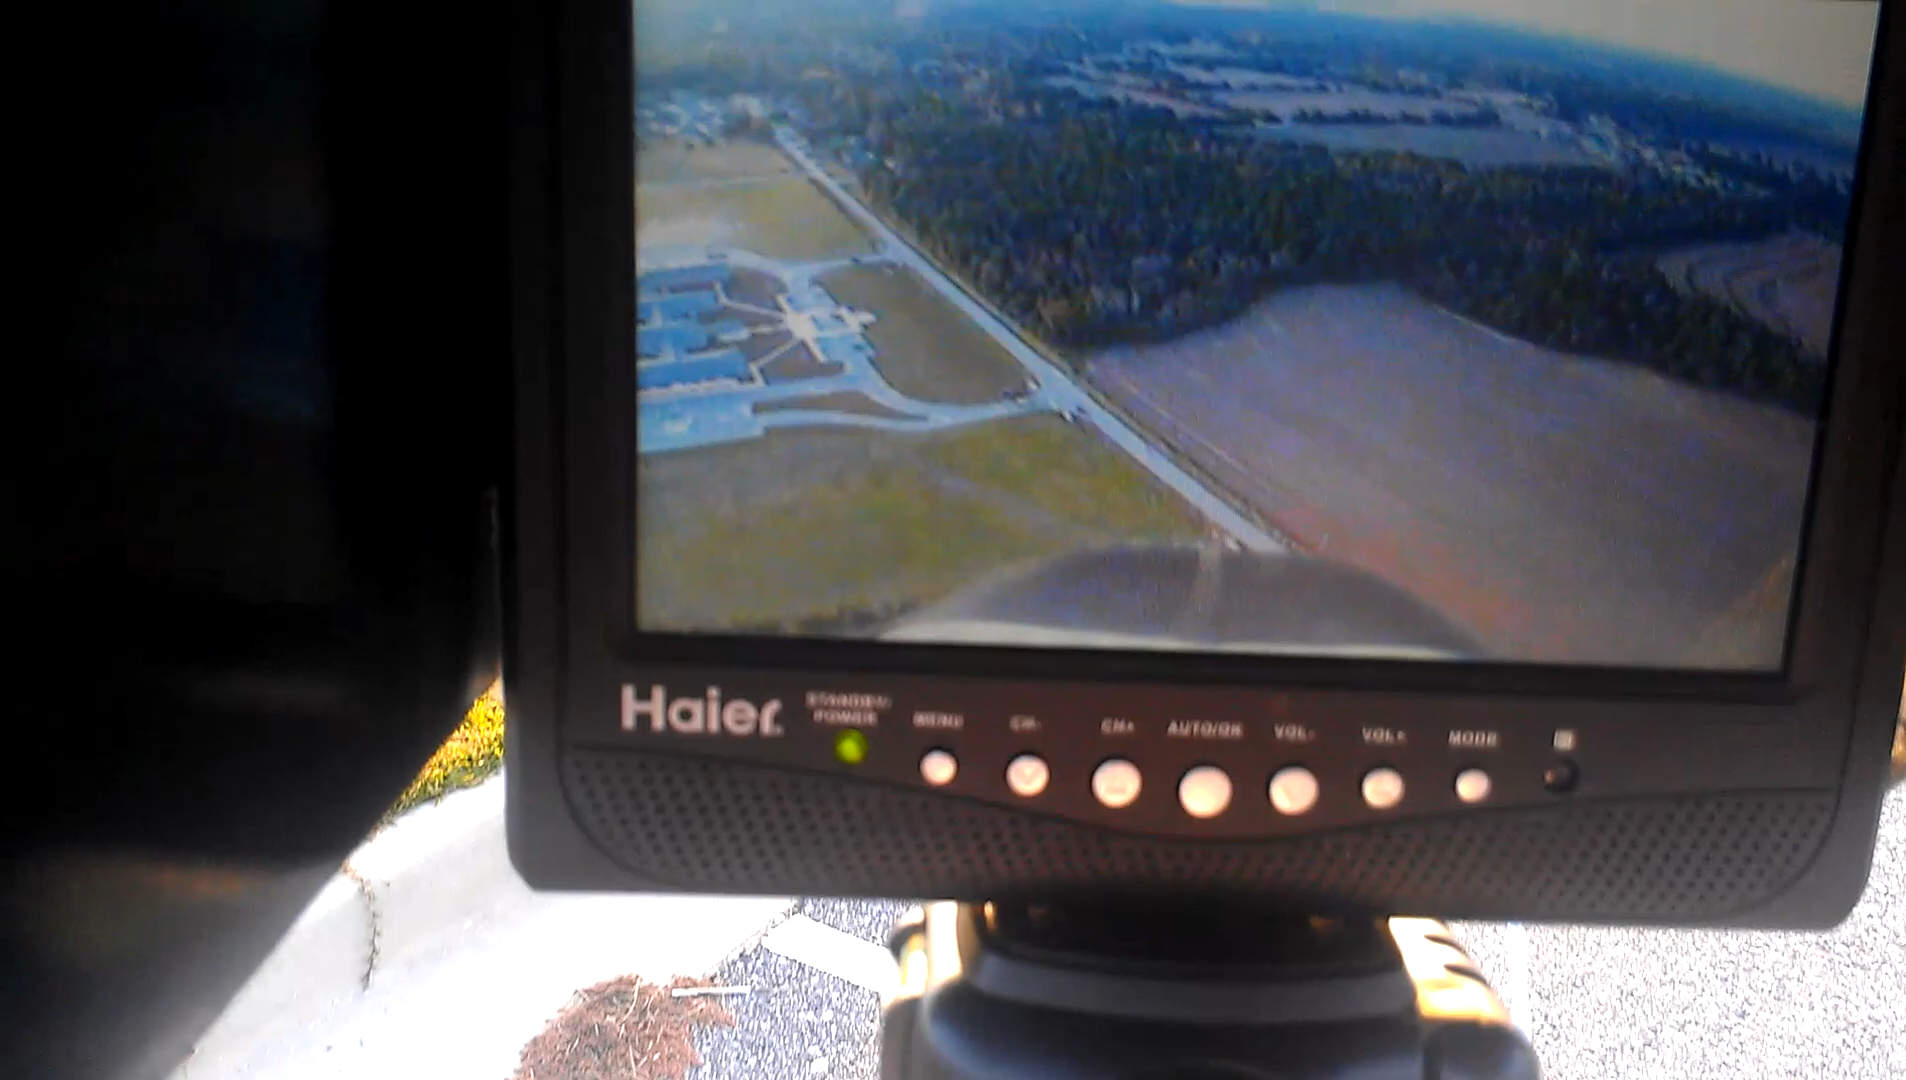 Haier
STANDBY/
POWER
MENU
CH-
CH+
AUTO/OK
VOL-
VOL+
MODE